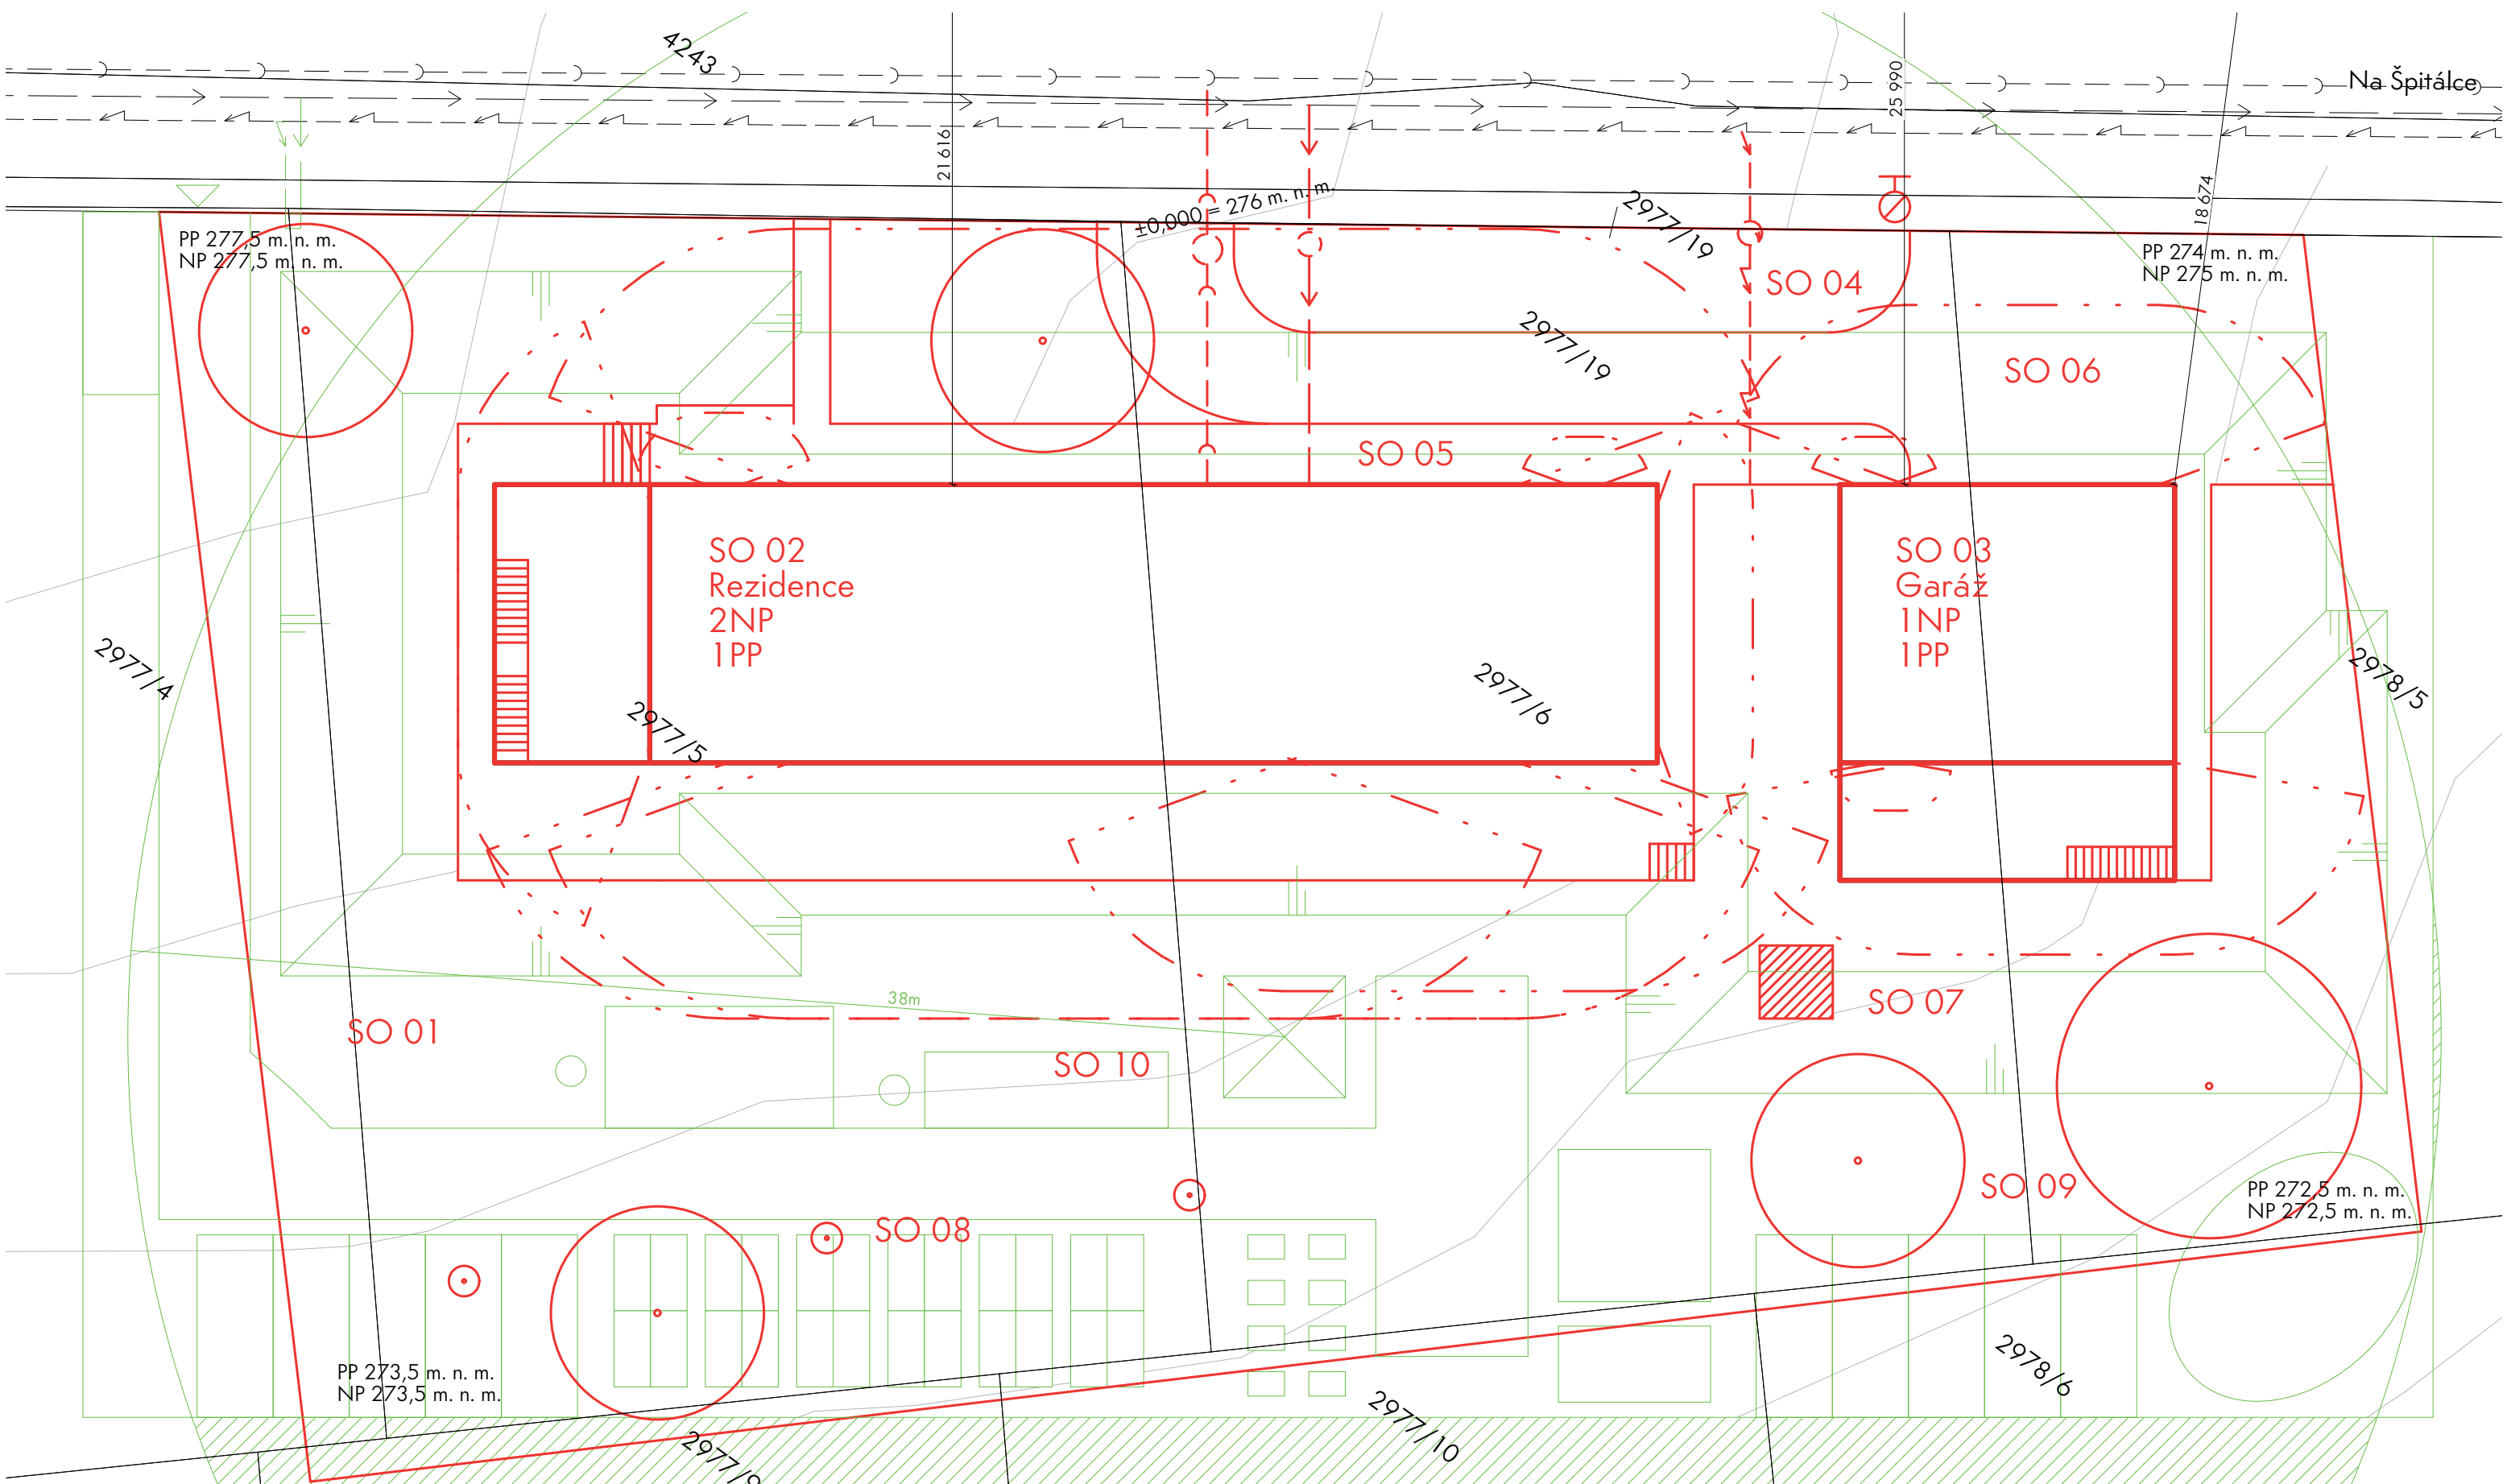 4243
Na Špitálce
21 616
25 990
18 674
±0,000 = 276 m. n. m.
2977/19
PP 277,5 m. n. m.
NP 277,5 m. n. m.
PP 274 m. n. m.
NP 275 m. n. m.
SO 04
2977/19
SO 06
SO 05
SO 02
Rezidence
2NP
1PP
SO 03
Garáž
1NP
1PP
2977/4
2977/5
2977/6
2978/5
38m
SO 01
SO 10
SO 07
SO 09
PP 272,5 m. n. m.
NP 272,5 m. n. m.
SO 08
PP 273,5 m. n. m.
NP 273,5 m. n. m.
2978/6
2977/10
2977/9